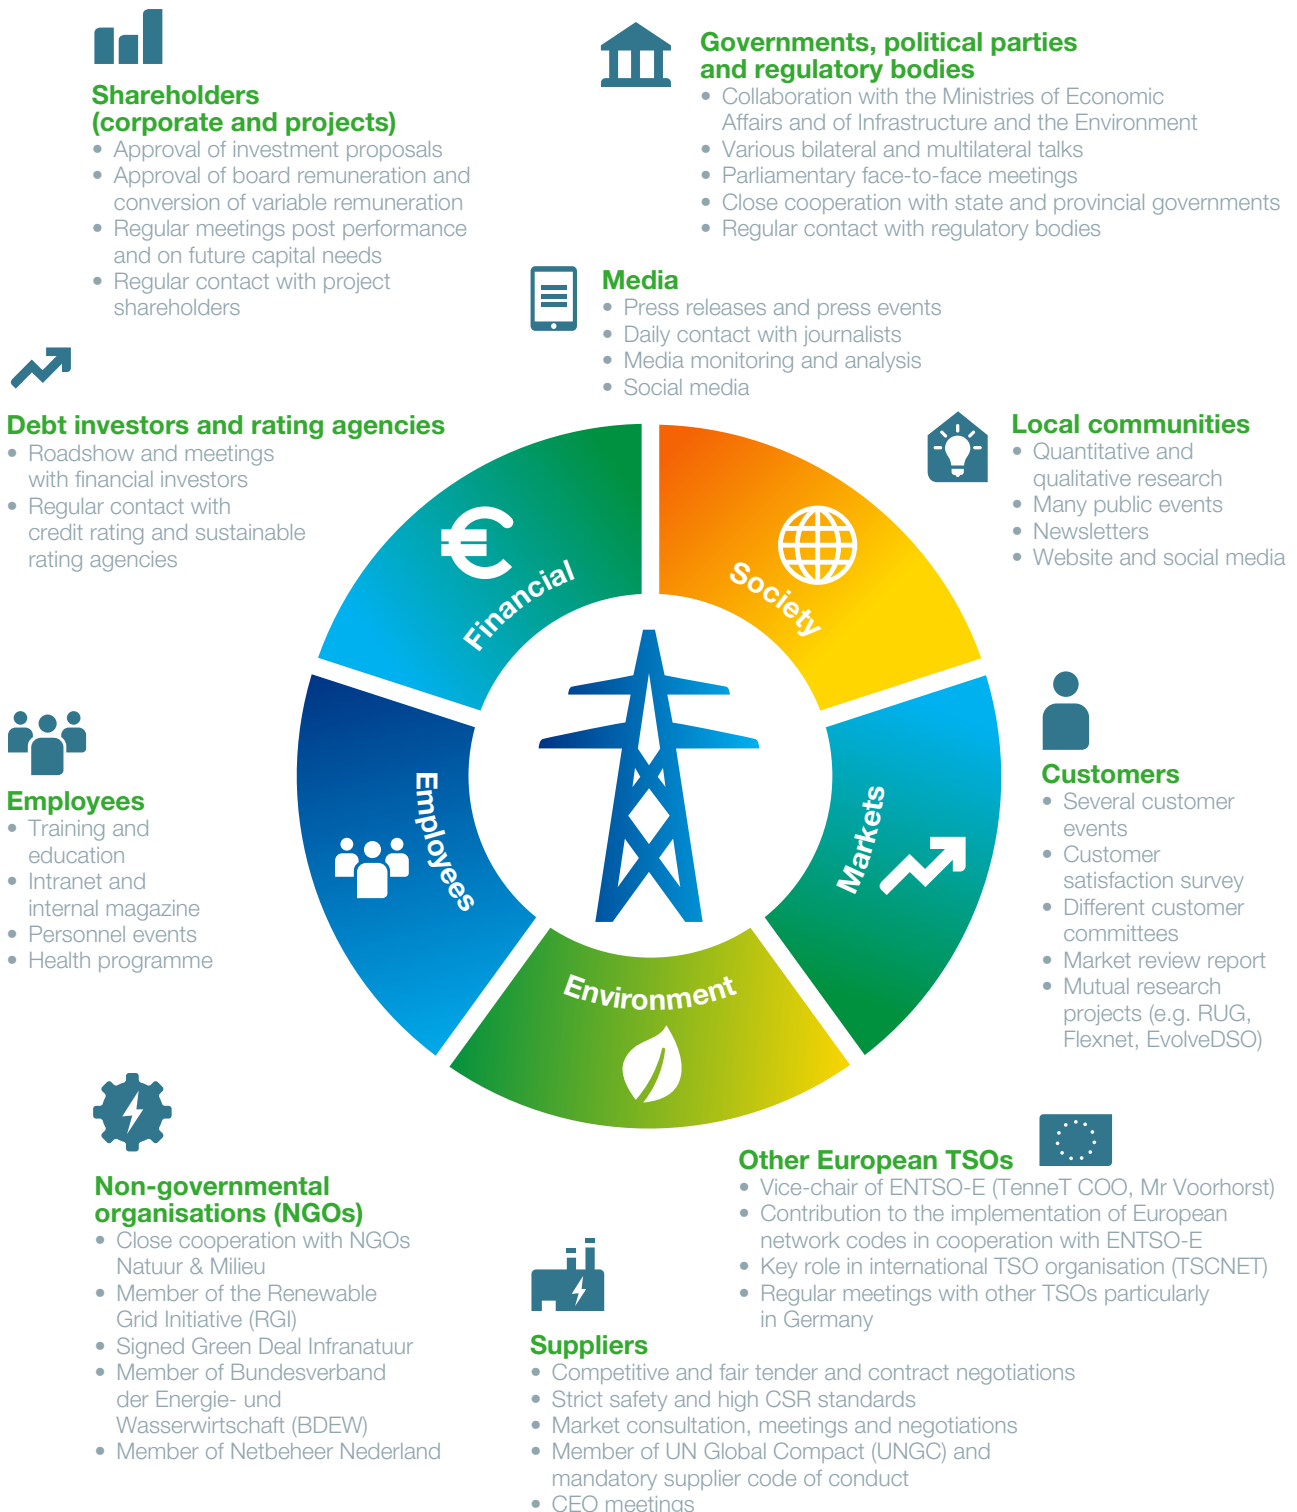 Shareholders
(corporate and projects)
• Approval of investment proposals
• Approval of board remuneration and
conversion of variable remuneration
• Regular meetings post performance
and on future capital needs
• Regular contact with project
shareholders
Governments, political parties
and regulatory bodies
• Collaboration with the Ministries of Economic
Affairs and of Infrastructure and the Environment
• Various bilateral and multilateral talks
• Parliamentary face-to-face meetings
• Close cooperation with state and provincial governments
• Regular contact with regulatory bodies
Media
• Press releases and press events
• Daily contact with journalists
• Media monitoring and analysis
• Social media
Debt investors and rating agencies
• Roadshow and meetings
with financial investors
• Regular contact with
credit rating and sustainable
rating agencies
Local communities
• Quantitative and
qualitative research
• Many public events
• Newsletters
• Website and social media
€
Financial
Society
Employees
Markets
Environment
Employees
• Training and
education
• Intranet and
internal magazine
• Personnel events
• Health programme
Customers
• Several customer
events
• Customer
satisfaction survey
• Different customer
committees
• Market review report
• Mutual research
projects (e.g. RUG,
Flexnet, EvolveDSO)
Non-governmental
organisations (NGOs)
• Close cooperation with NGOs
Natuur & Milieu
• Member of the Renewable
Grid Initiative (RGI)
• Signed Green Deal Infranatuur
• Member of Bundesverband
der Energie- und
Wasserwirtschaft (BDEW)
• Member of Netbeheer Nederland
Other European TSOs
• Vice-chair of ENTSO-E (TenneT COO, Mr Voorhorst)
• Contribution to the implementation of European
network codes in cooperation with ENTSO-E
• Key role in international TSO organisation (TSCNET)
• Regular meetings with other TSOs particularly
in Germany
Suppliers
• Competitive and fair tender and contract negotiations
• Strict safety and high CSR standards
• Market consultation, meetings and negotiations
• Member of UN Global Compact (UNGC) and
mandatory supplier code of conduct
• CEO meetings